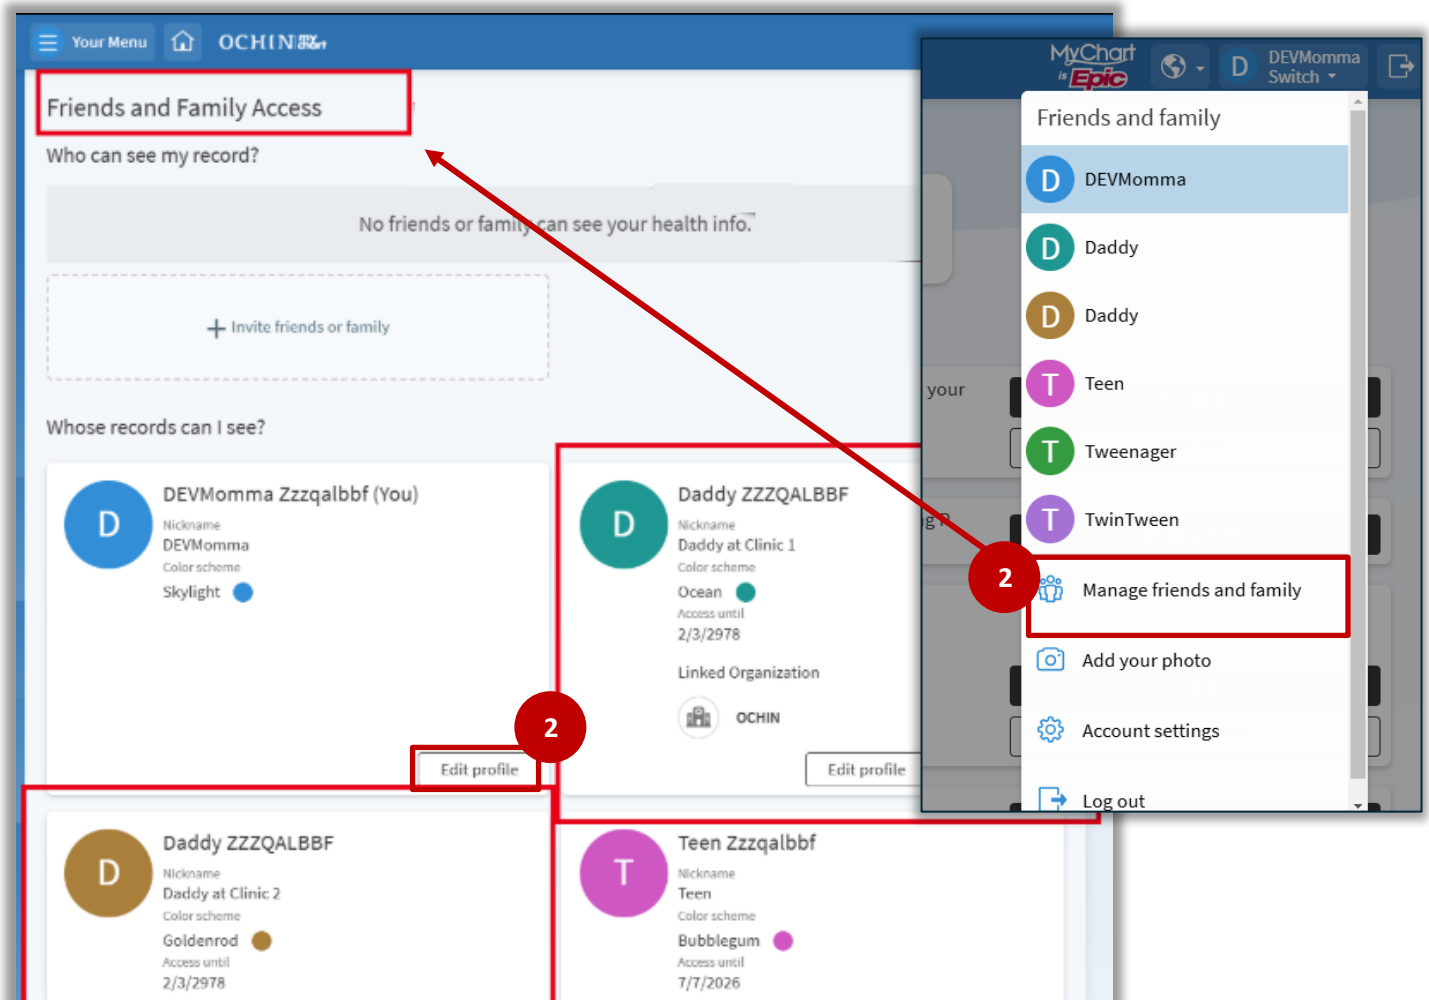 Your Menu
OCHIN
Friends and Family Access
Who can see my record?
No friends or family can see your health info.
Invite friends or family
Whose records can I see?
DEVMomma Zzzqalbbf (You)
Nickname
DEVMomma
Color scheme
Skylight
Edit profile
2
Daddy ZZZQALBBF
Nickname
Daddy at Clinic 1
Color scheme
Ocean
Access until
2/3/2978
Linked Organization
OCHIN
Edit profile
D
D
Daddy ZZZQALBBF
Nickname
Daddy at Clinic 2
Color scheme
Goldenrod
Access until
2/3/2978
D
Teen Zzzqalbbf
Nickname
Teen
Color scheme
Bubblegum
Access until
7/7/2026
T
MyChart
is Epic
D
DEVMomma
Switch
Friends and family
D DEVMomma
D Daddy
D Daddy
T Teen
T Tweenager
T TwinTween
2
Manage friends and family
Add your photo
Account settings
Log out
your